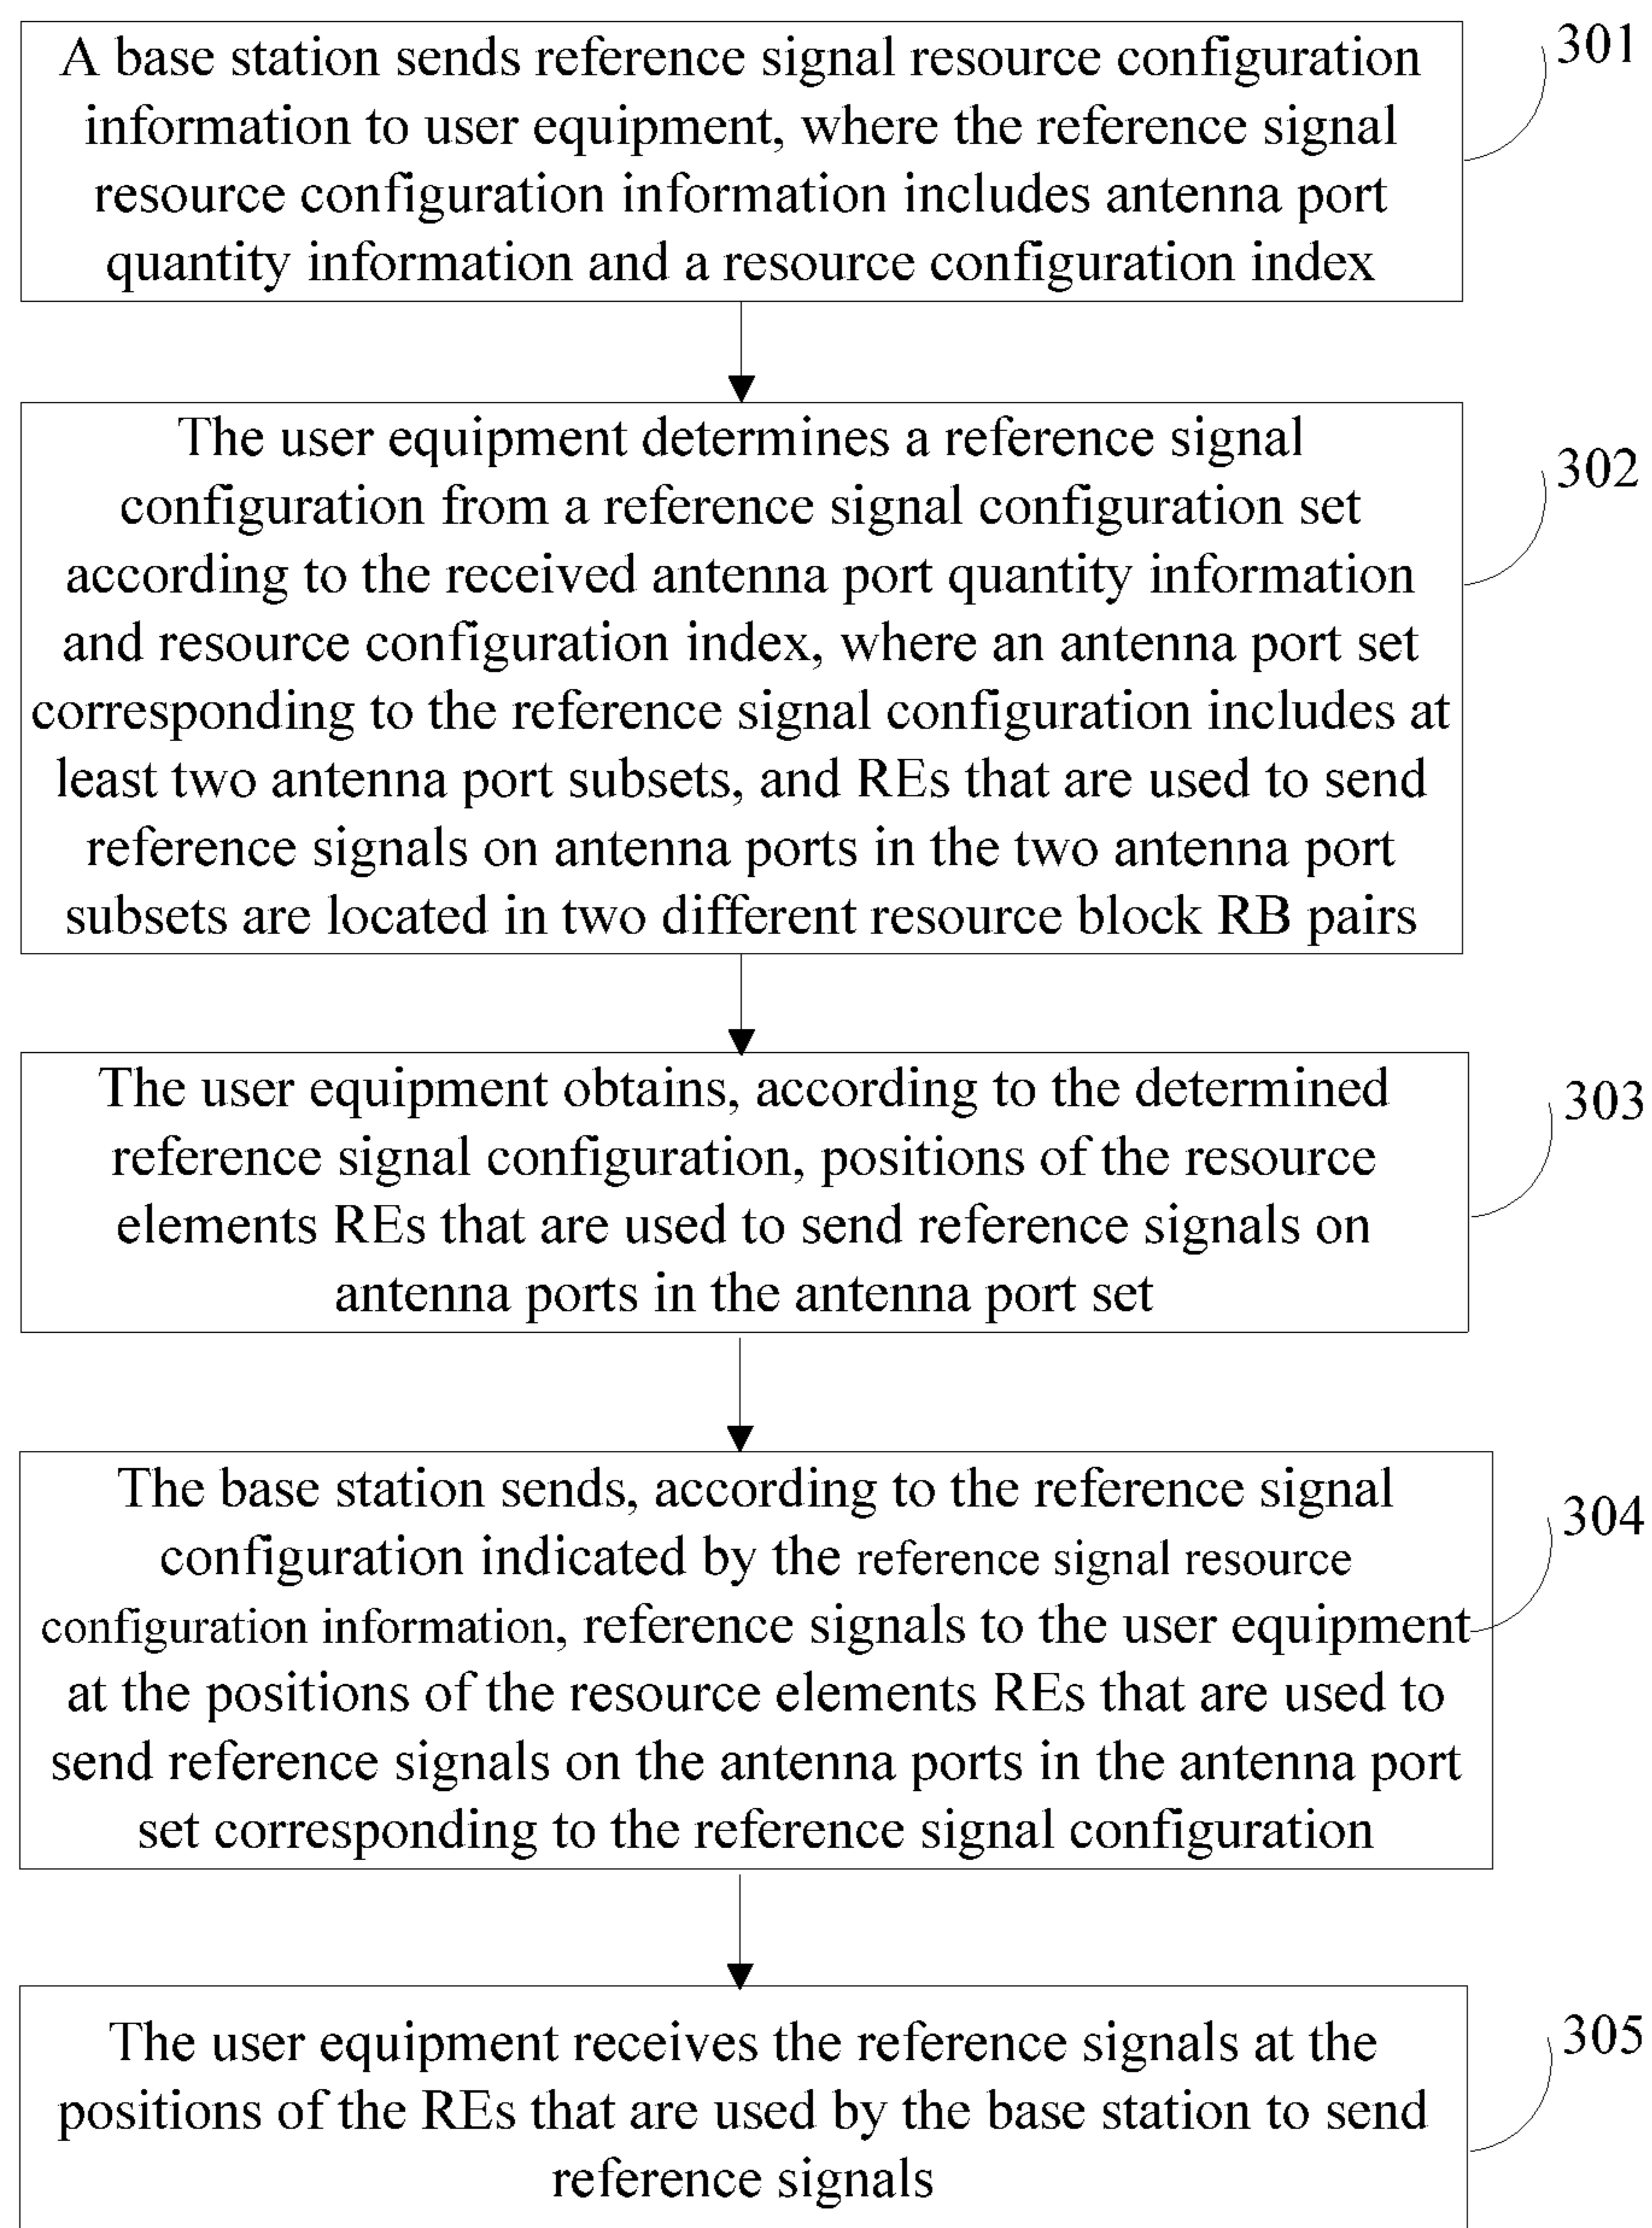 A base station sends reference signal resource configuration
information to user equipment, where the reference signal
resource configuration information includes antenna port
quantity information and a resource configuration index
301
The user equipment determines a reference signal
configuration from a reference signal configuration set
according to the received antenna port quantity information
and resource configuration index, where an antenna port set
corresponding to the reference signal configuration includes at
least two antenna port subsets, and REs that are used to send
reference signals on antenna ports in the two antenna port
subsets are located in two different resource block RB pairs
302
The user equipment obtains, according to the determined
reference signal configuration, positions of the resource
elements REs that are used to send reference signals on
antenna ports in the antenna port set
303
The base station sends, according to the reference signal
configuration indicated by the reference signal resource
configuration information, reference signals to the user equipment
at the positions of the resource elements REs that are used to
send reference signals on the antenna ports in the antenna port
set corresponding to the reference signal configuration
304
The user equipment receives the reference signals at the
positions of the REs that are used by the base station to send
reference signals
305